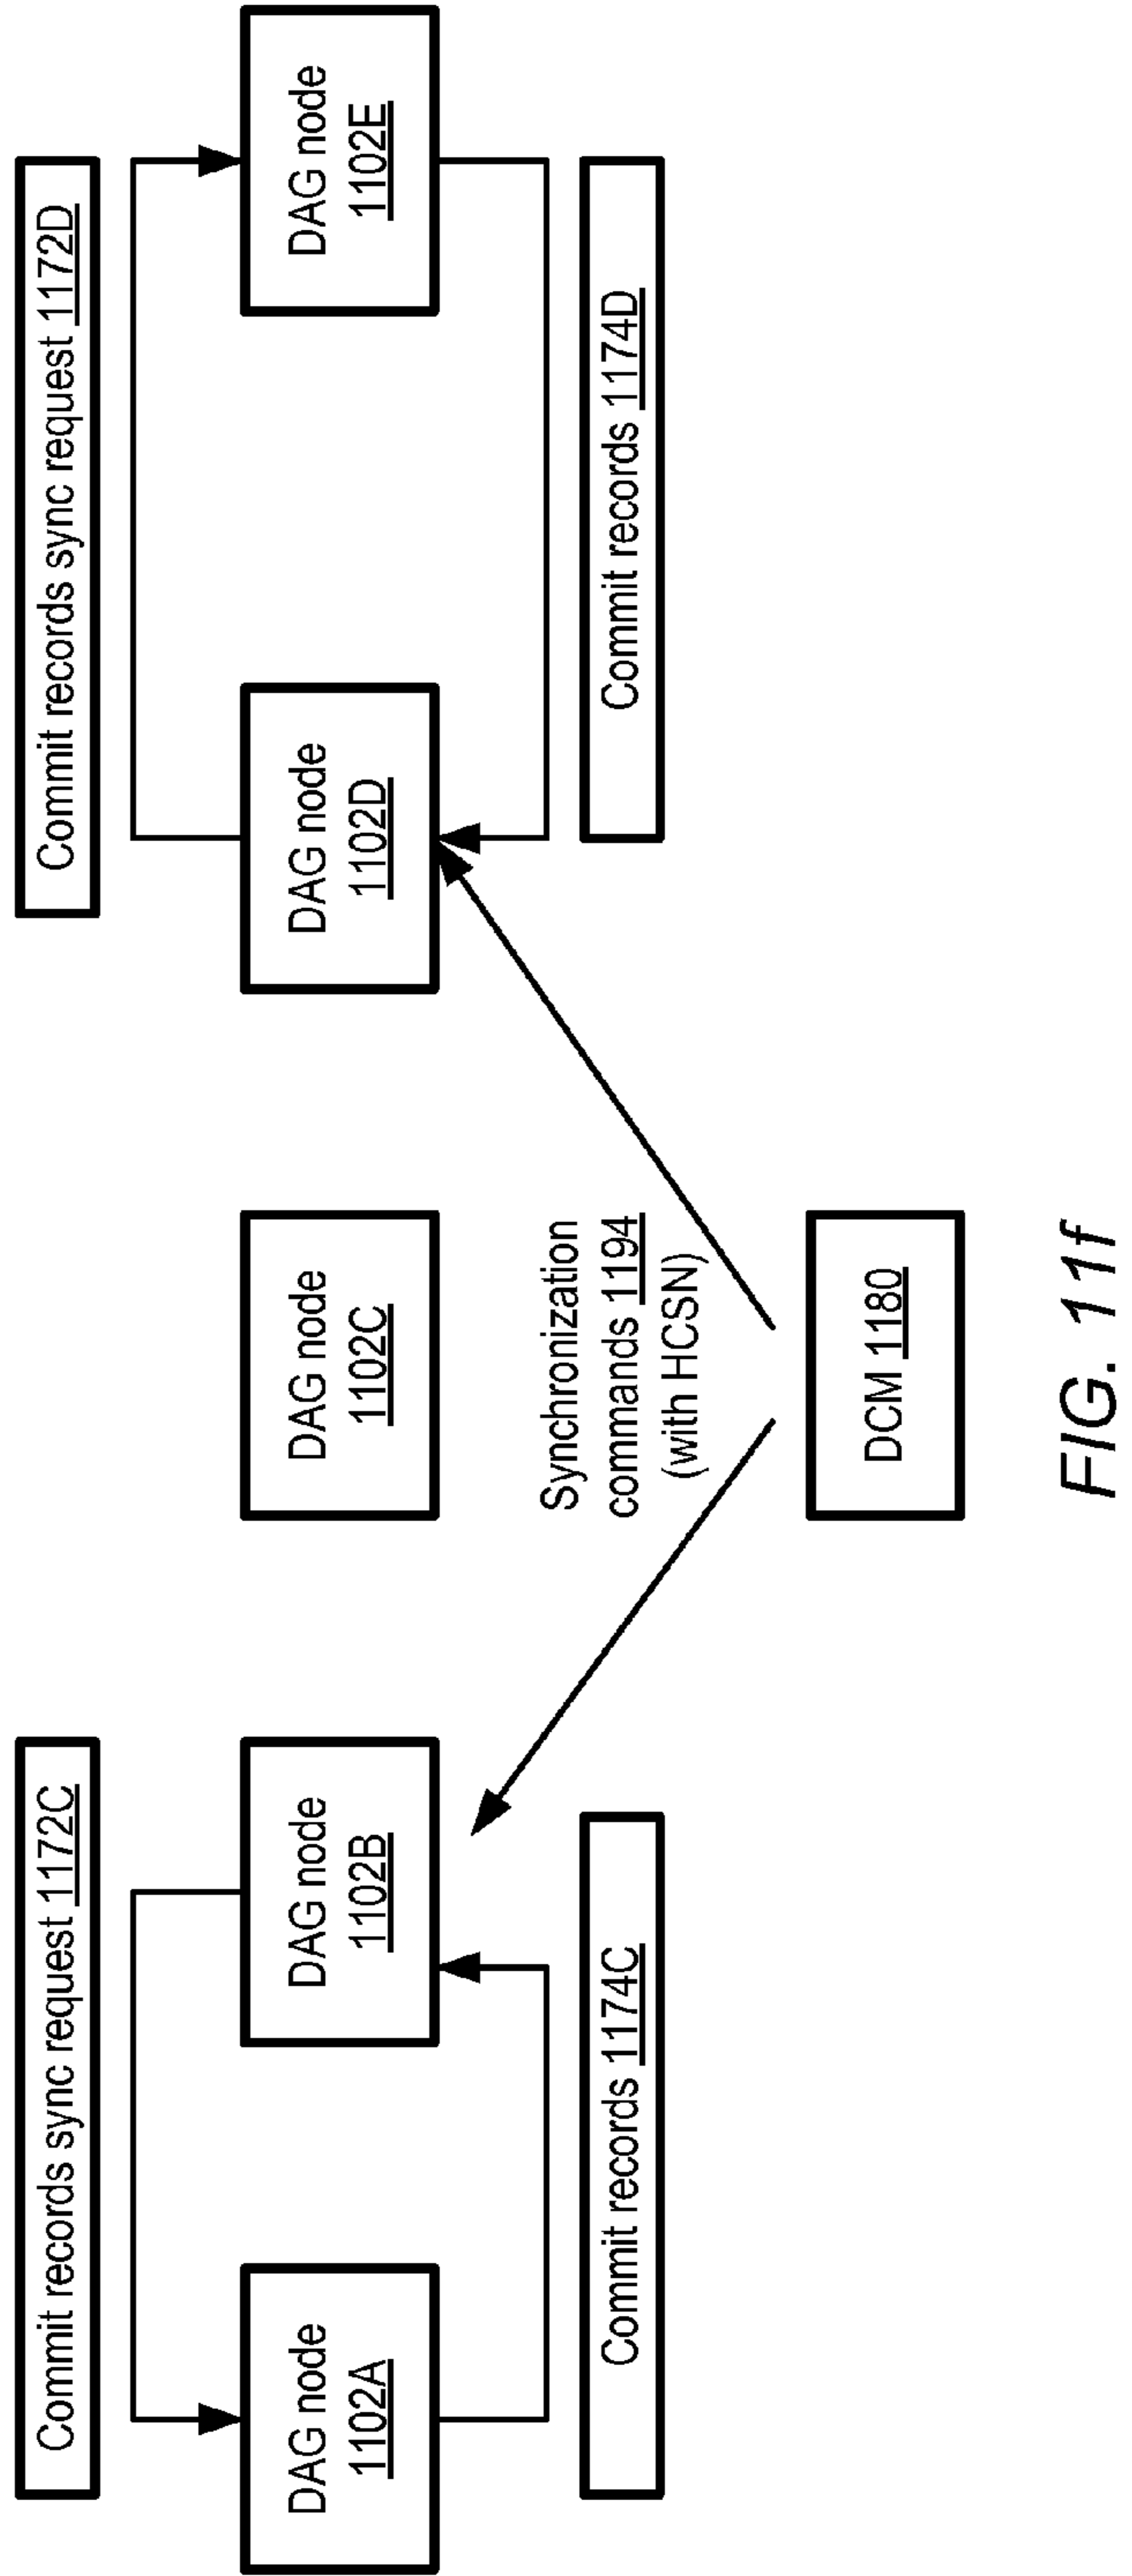 Commit records sync request 1172C
Commit records sync request 1172D
DAG node
1102A
DAG node
1102B
DAG node
1102C
DAG node
1102D
DAG node
1102E
Synchronization
commands 1194
(with HCSN)
Commit records 1174C
Commit records 1174D
DCM 1180
FIG. 11f